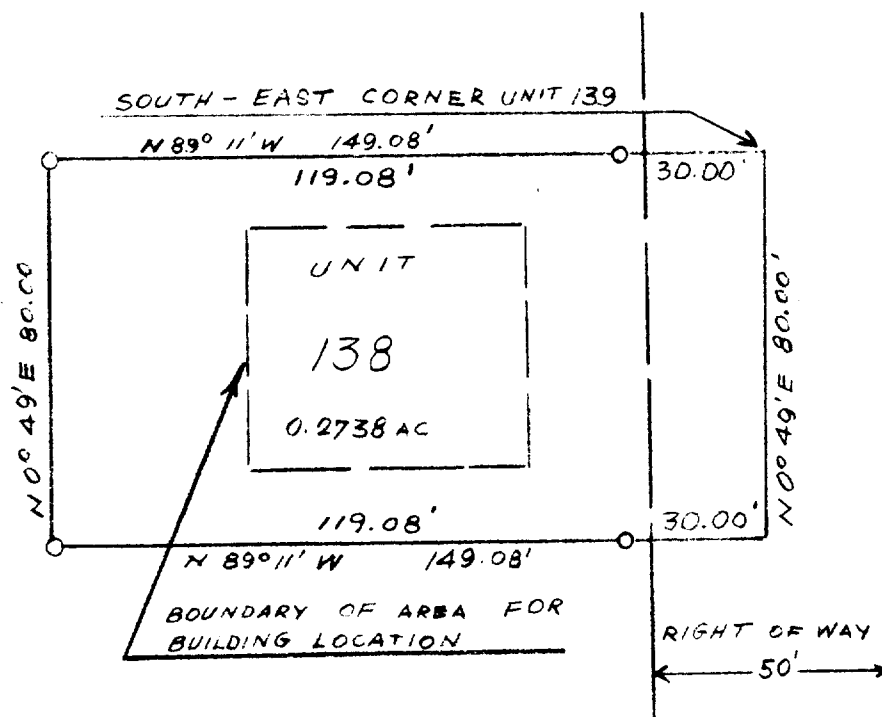 SOUTH - EAST CORNER UNIT 139
N 89° 11' W 149.08'
119.08' 30.00'
N 0° 49' E 80.00
UNIT
138
0.2738 AC
N 0° 49' E 80.00'
119.08' 30.00'
N 89° 11' W 149.08'
BOUNDARY OF AREA FOR
BUILDING LOCATION
RIGHT OF WAY
50'